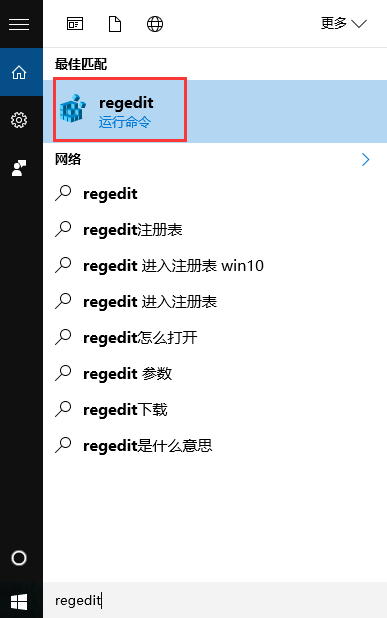 更多
最佳匹配
regedit
运行命令
网络
regedit
regedit注册表
regedit 进入注册表 win10
regedit 进入注册表
regedit怎么打开
regedit 参数
regedit下载
regedit是什么意思
regedit